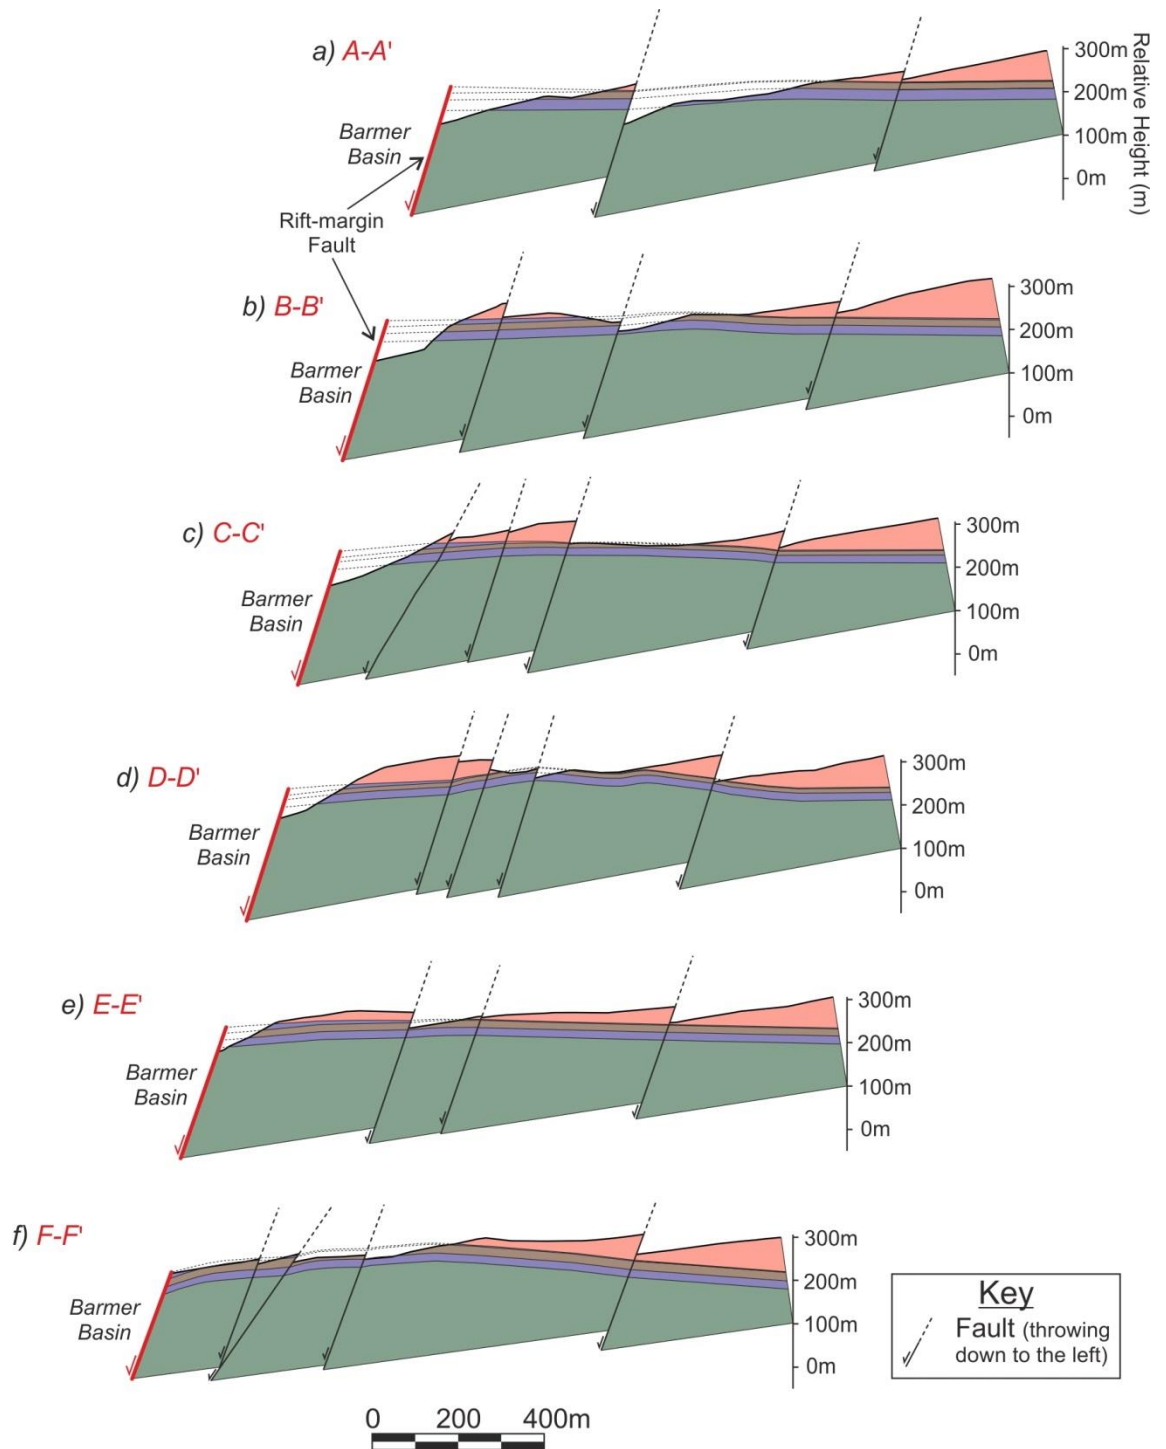 a) A-A'
300m
200m
100m
0m
Relative Height (m)
Barmer
Basin
Rift-margin
Fault
b) B-B'
300m
200m
100m
0m
Barmer
Basin
c) C-C'
300m
200m
100m
0m
Barmer
Basin
d) D-D'
300m
200m
100m
0m
Barmer
Basin
e) E-E'
300m
200m
100m
0m
Barmer
Basin
f) F-F'
300m
200m
100m
0m
Barmer
Basin
Key
Fault (throwing
down to the left)
0 200 400m